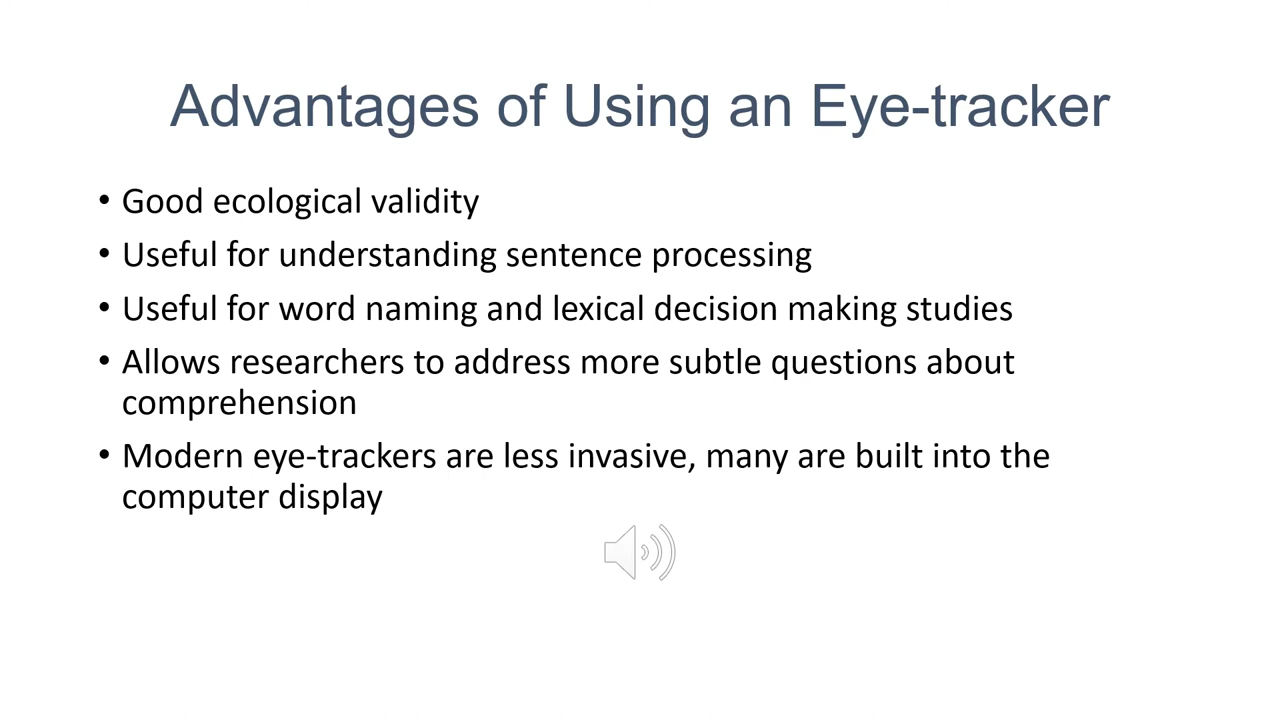 Advantages of Using an Eye-tracker
• Good ecological validity
• Useful for understanding sentence processing
• Useful for word naming and lexical decision making studies
• Allows researchers to address more subtle questions about
comprehension
• Modern eye-trackers are less invasive, many are built into the
computer display